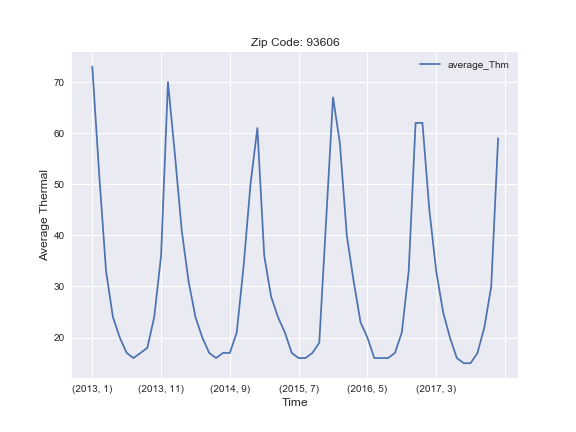 Zip Code: 93606
average_Thm
Average Thermal
70
60
50
40
30
20
(2013, 1) (2013, 11) (2014, 9) (2015, 7) (2016, 5) (2017, 3)
Time